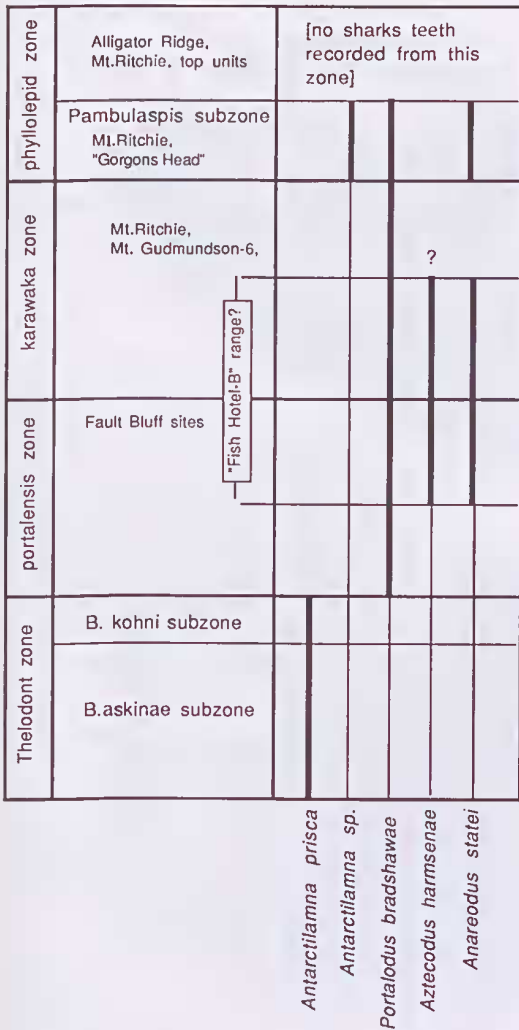 phyllolepid zone
Alligator Ridge,
Mt.Ritchie, top units
[no sharks teeth
recorded from this
zone]
Pambulaspis subzone
Mt.Ritchie,
"Gorgons Head"
karawaka zone
Mt.Ritchie,
Mt. Gudmundson-6,
?
"Fish Hotel-B" range?
portalensis zone
Fault Bluff sites
Thelodont zone
B. kohni subzone
B.askinae subzone
Antarctilamna prisca
Antarctilamna sp.
Portalodus bradshawae
Aztecodus harmsenae
Anareodus statei